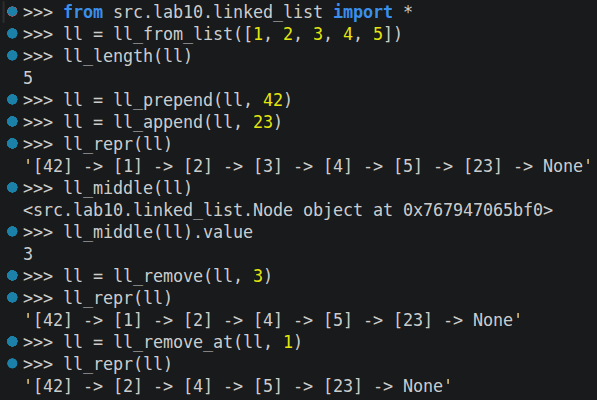 >>> from src.lab10.linked_list import *
>>> ll = ll_from_list([1, 2, 3, 4, 5])
>>> ll_length(ll)
5
>>> ll = ll_prepend(ll, 42)
>>> ll = ll_append(ll, 23)
>>> ll_repr(ll)
'[42] -> [1] -> [2] -> [3] -> [4] -> [5] -> [23] -> None'
>>> ll_middle(ll)
<src.lab10.linked_list.Node object at 0x767947065bf0>
>>> ll_middle(ll).value
3
>>> ll = ll_remove(ll, 3)
>>> ll_repr(ll)
'[42] -> [1] -> [2] -> [4] -> [5] -> [23] -> None'
>>> ll = ll_remove_at(ll, 1)
>>> ll_repr(ll)
'[42] -> [2] -> [4] -> [5] -> [23] -> None'